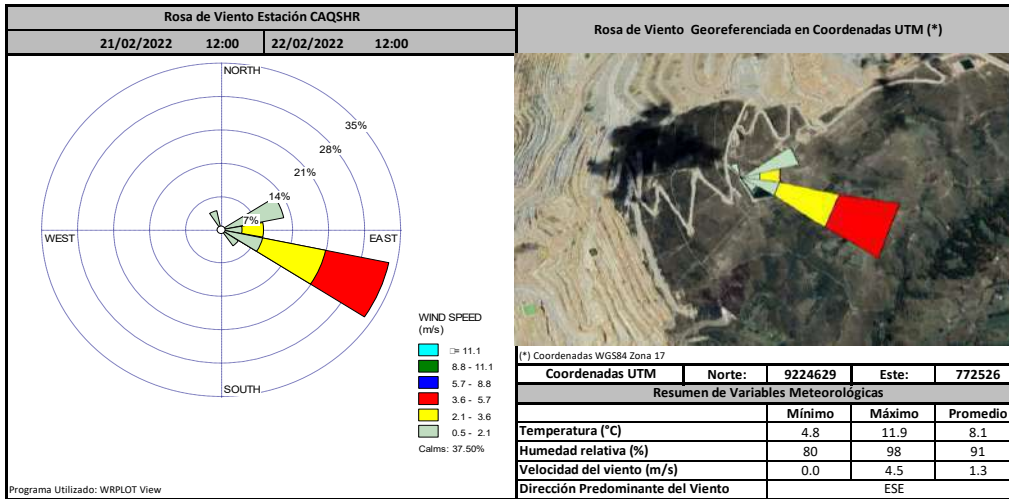 Rosa de Viento Estación CAQSHR
21/02/2022 12:00 22/02/2022 12:00
NORTH
35%
28%
21%
14%
7%
WEST
EAST
SOUTH
WIND SPEED
(m/s)
□= 11.1
8.8 - 11.1
5.7 - 8.8
3.6 - 5.7
2.1 - 3.6
0.5 - 2.1
Calms: 37.50%
Programa Utilizado: WRPLOT View
Rosa de Viento Georeferenciada en Coordenadas UTM (*)
(*) Coordenadas WGS84 Zona 17
Coordenadas UTM Norte: 9224629 Este: 772526
Resumen de Variables Meteorológicas
Mínimo Máximo Promedio
Temperatura (°C) 4.8 11.9 8.1
Humedad relativa (%) 80 98 91
Velocidad del viento (m/s) 0.0 4.5 1.3
Dirección Predominante del Viento ESE